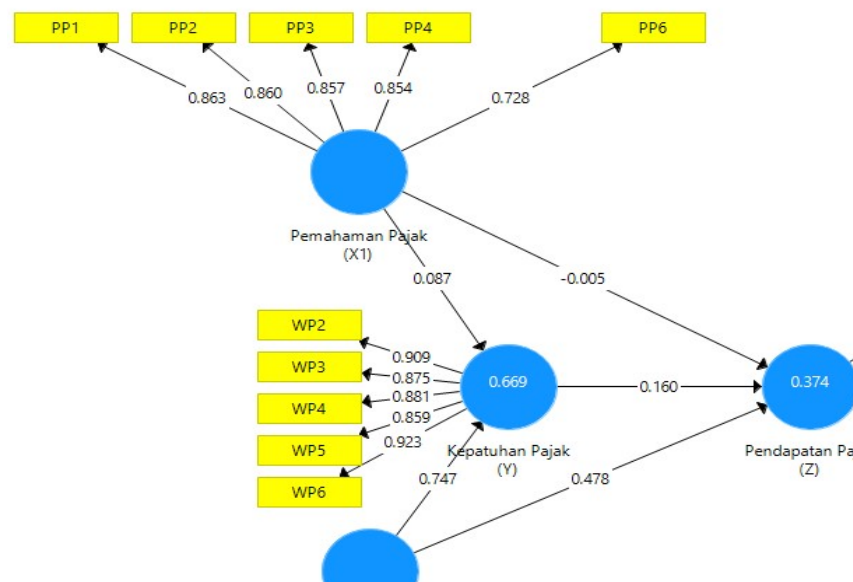 PP1 PP2 PP3 PP4 PP6
0.863 0.860 0.857 0.854 0.728
Pemahaman Pajak
(X1)
0.087 -0.005
WP2
0.909
WP3
0.875
WP4
0.881
WP5
0.859
WP6
0.923
0.669 0.160 0.374
Kepatuhan Pajak
(Y)
Pendapatan Pa
(Z)
0.747 0.478